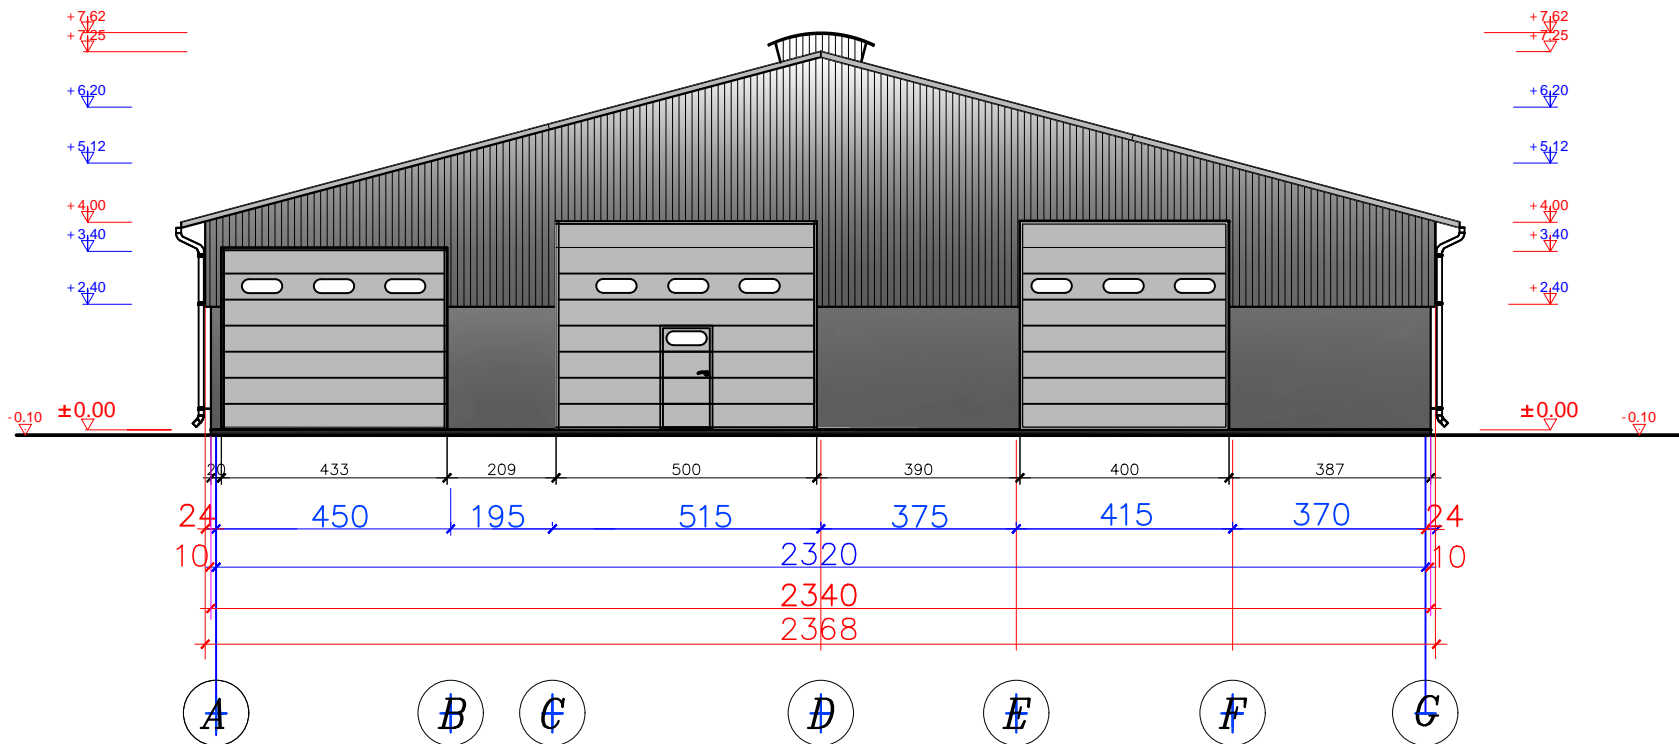 +7,62 +7,62
+7,25 +7,25
+6,20 +6,20
+5,12 +5,12
+4,00 +4,00
+3,40 +3,40
+2,40 +2,40
-0.10 ±0.00 ±0.00 -0.10
20 433 209 500 390 400 387
24 450 195 515 375 415 370 24
10 2320 10
2340
2368
A B C D E F G